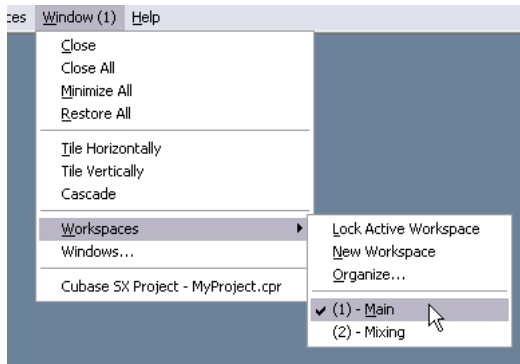 ces Window (1) Help
Close
Close All
Minimize All
Restore All
Tile Horizontally
Tile Vertically
Cascade
Workspaces
Windows...
Cubase SX Project - MyProject.cpr
Lock Active Workspace
New Workspace
Organize...
(1) - Main
(2) - Mixing